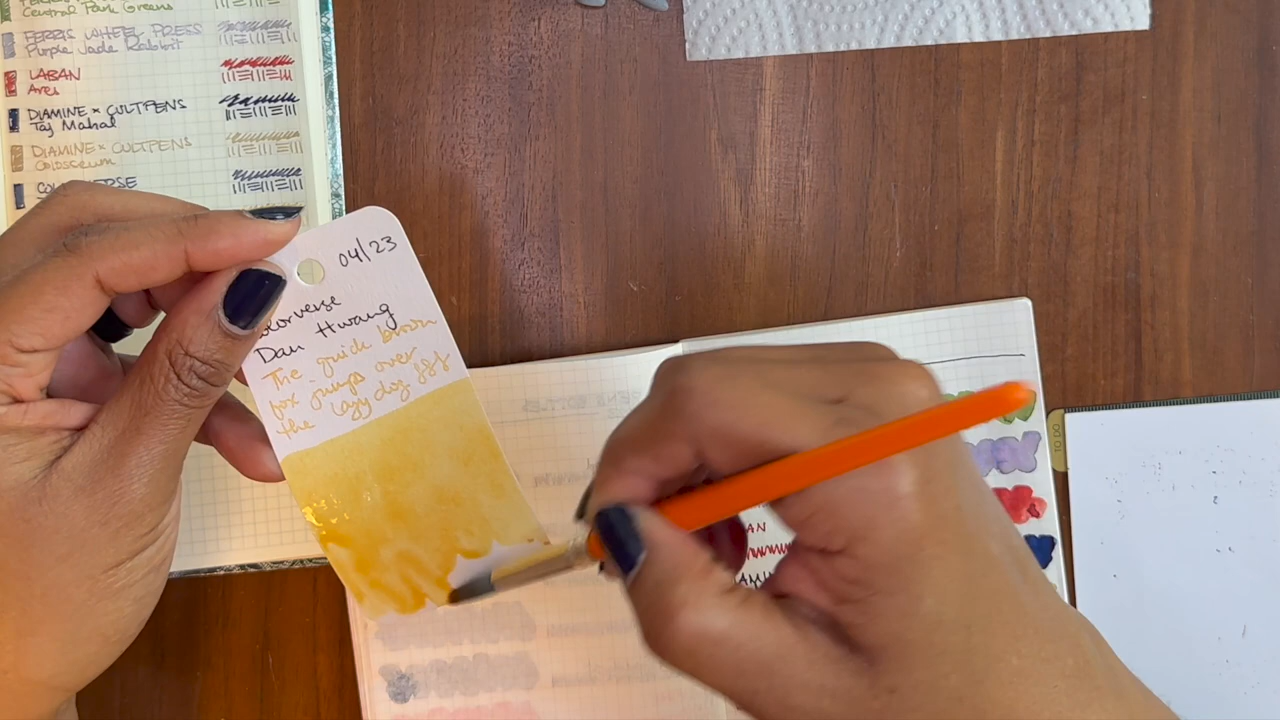 Central Park Greens
FERRIS WHEEL PRESS
Purple Jade Rabbit
LABAN
Ares
DIAMINE × CULTPENS
Taj Mahal
DIAMINE × CULTPENS
Colosseum
04/23
Dan Hwang
The quick brown
fox jumps over
the lazy dog
TO DO